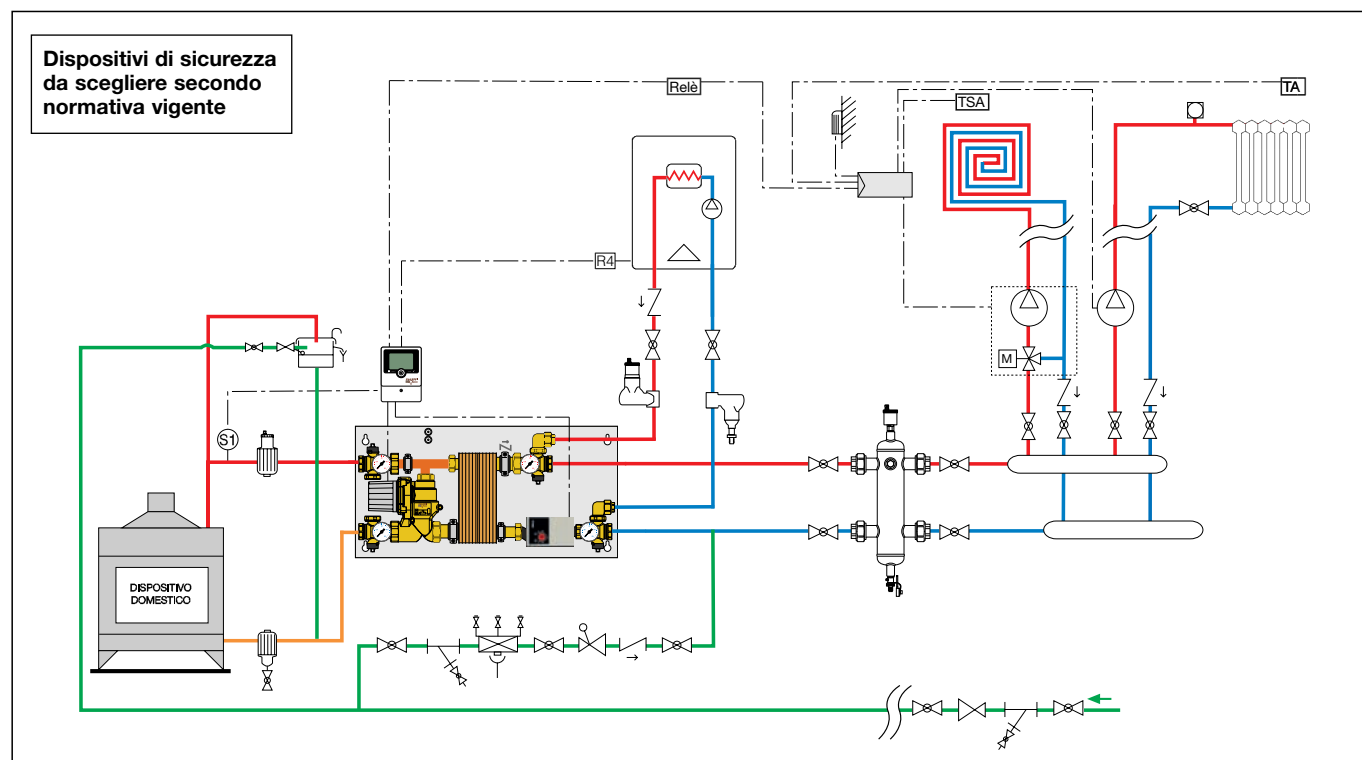 Dispositivi di sicurezza
da scegliere secondo
normativa vigente
Relè
TA
TSA
R4
M
S1
DISPOSITIVO
DOMESTICO